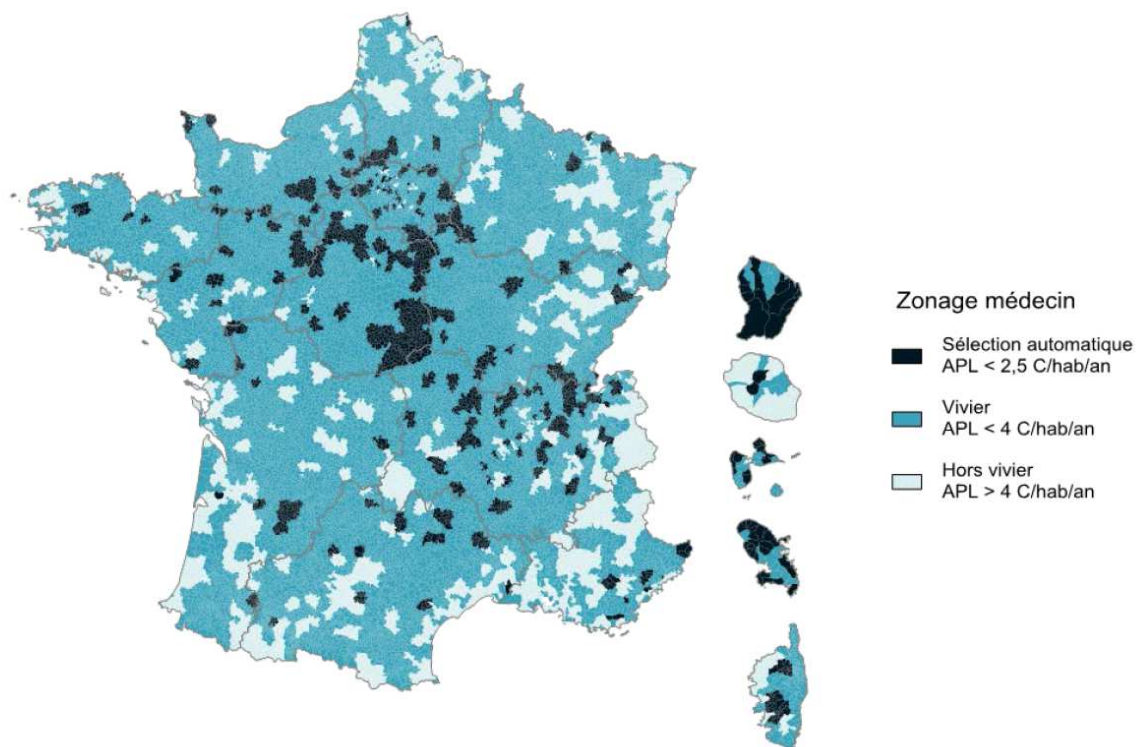 Zonage médecin
Sélection automatique
APL < 2,5 C/hab/an
Vivier
APL < 4 C/hab/an
Hors vivier
APL > 4 C/hab/an